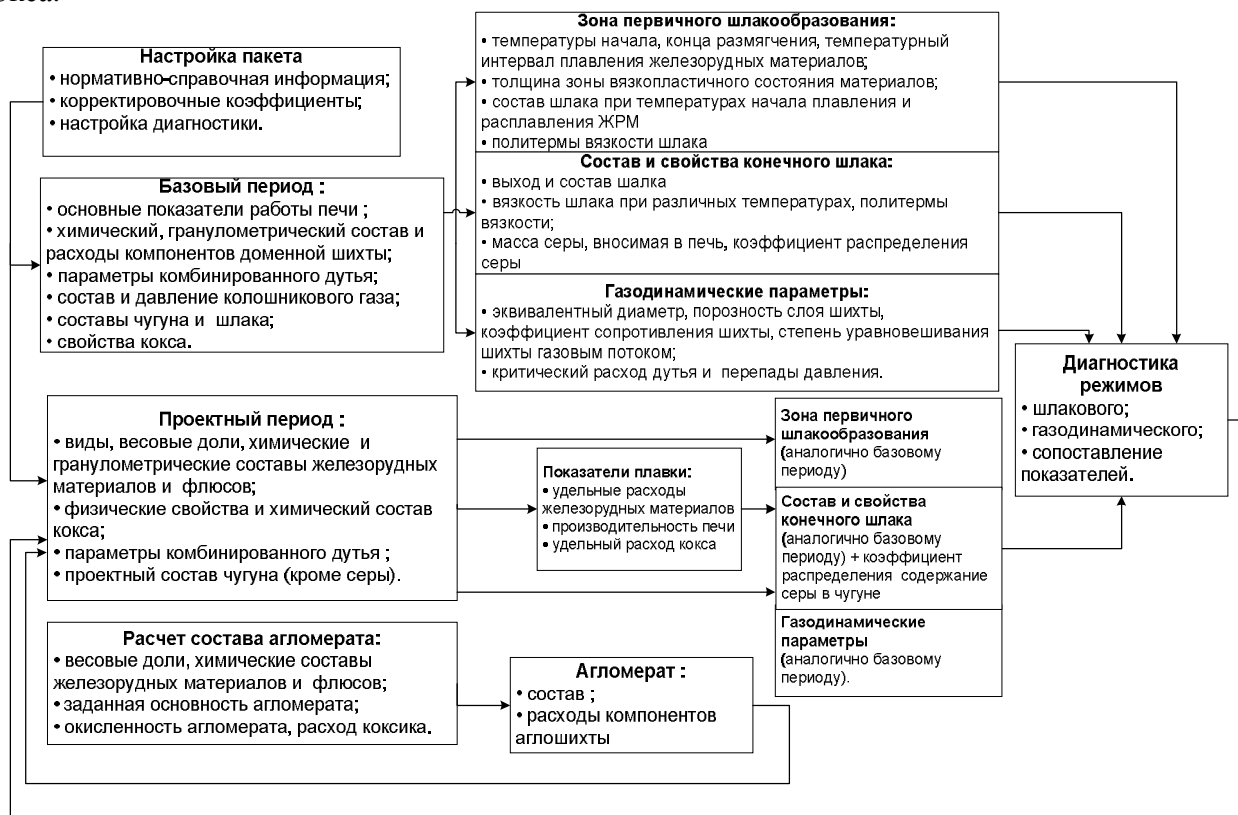 Настройка пакета
• нормативно-справочная информация;
• корректировочные коэффициенты;
• настройка диагностики.
Базовый период :
• основные показатели работы печи ;
• химический, гранулометрический состав и
расходы компонентов доменной шихты;
• параметры комбинированного дутья;
• состав и давление колошникового газа;
• составы чугуна и шлака;
• свойства кокса.
Зона первичного шлакообразования:
• температуры начала, конца размягчения, температурный
интервал плавления железорудных материалов;
• толщина зоны вязкопластичного состояния материалов;
• состав шлака при температурах начала плавления и
расплавления ЖРМ
• политермы вязкости шлака
Состав и свойства конечного шлака:
• выход и состав шалка
• вязкость шлака при различных температурах, политермы
вязкости;
• масса серы, вносимая в печь, коэффициент распределения
серы
Газодинамические параметры:
• эквивалентный диаметр, порозность слоя шихты,
коэффициент сопротивления шихты, степень уравновешивания
шихты газовым потоком;
• критический расход дутья и перепады давления.
Диагностика
режимов
• шлакового;
• газодинамического;
• сопоставление
показателей.
Проектный период :
• виды, весовые доли, химические и
гранулометрические составы железорудных
материалов и флюсов;
• физические свойства и химический состав
кокса;
• параметры комбинированного дутья ;
• проектный состав чугуна (кроме серы).
Показатели плавки:
• удельные расходы
железорудных материалов
• производительность печи
• удельный расход кокса
Зона первичного
шлакообразования
(аналогично базовому
периоду)
Состав и свойства
конечного шлака
(аналогично базовому
периоду) + коэффициент
распределения содержание
серы в чугуне
Газодинамические
параметры
(аналогично базовому
периоду).
Расчет состава агломерата:
• весовые доли, химические составы
железорудных материалов и флюсов;
• заданная основность агломерата;
• окисленность агломерата, расход коксика.
Агломерат :
• состав ;
• расходы компонентов
аглошихты